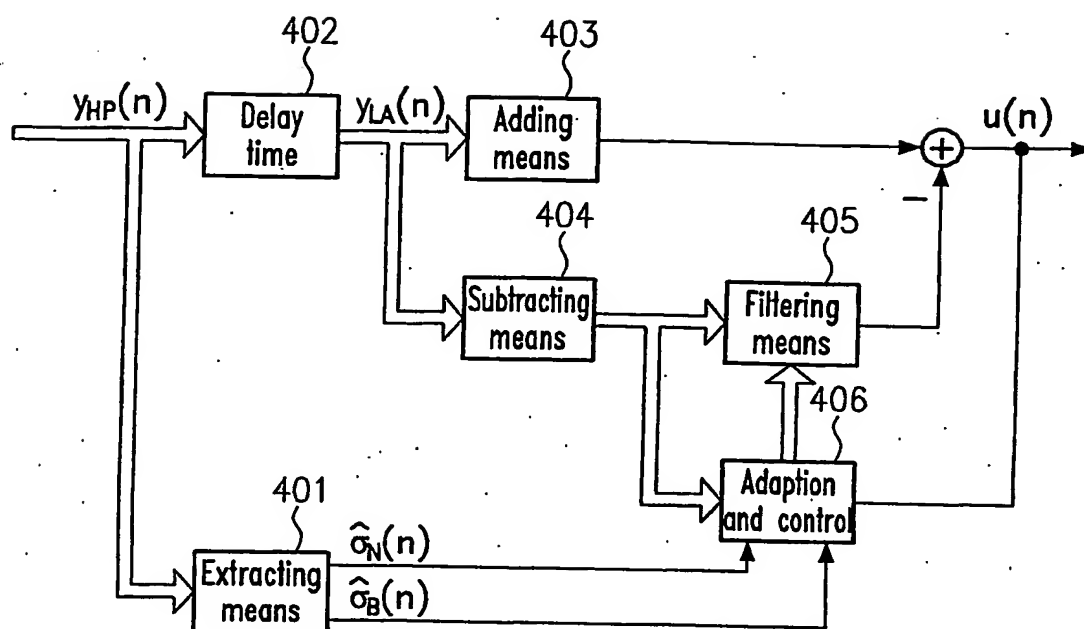 402
403
y_HP(n)
Delay
time
y_LA(n)
Adding
means
+
u(n)
−
404
405
Subtracting
means
Filtering
means
406
Adaption
and control
401
Extracting
means
σ̂_N(n)
σ̂_B(n)